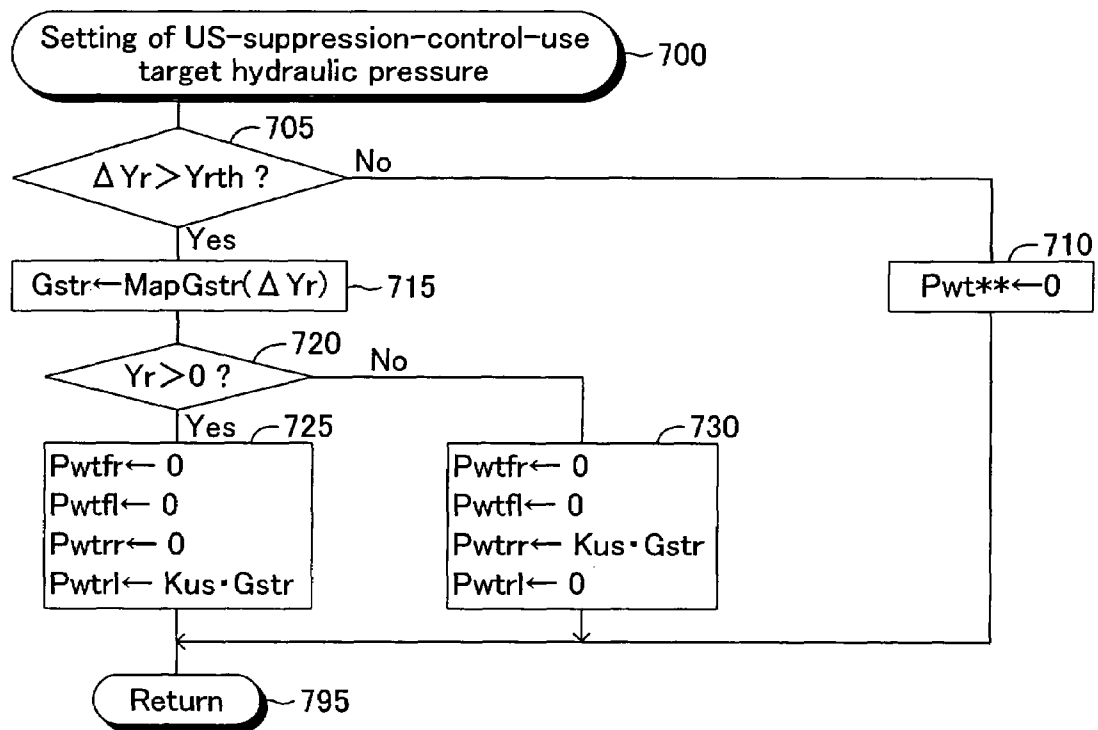 Setting of US-suppression-control-use
target hydraulic pressure
700
705
ΔYr>Yrth ?
No
Yes
710
Gstr←MapGstr(ΔYr)
715
Pwt**←0
720
Yr>0 ?
No
Yes
725
730
Pwtfr← 0
Pwtfl← 0
Pwtrr← 0
Pwtrl← Kus・Gstr
Pwtfr← 0
Pwtfl← 0
Pwtrr← Kus・Gstr
Pwtrl← 0
Return
795